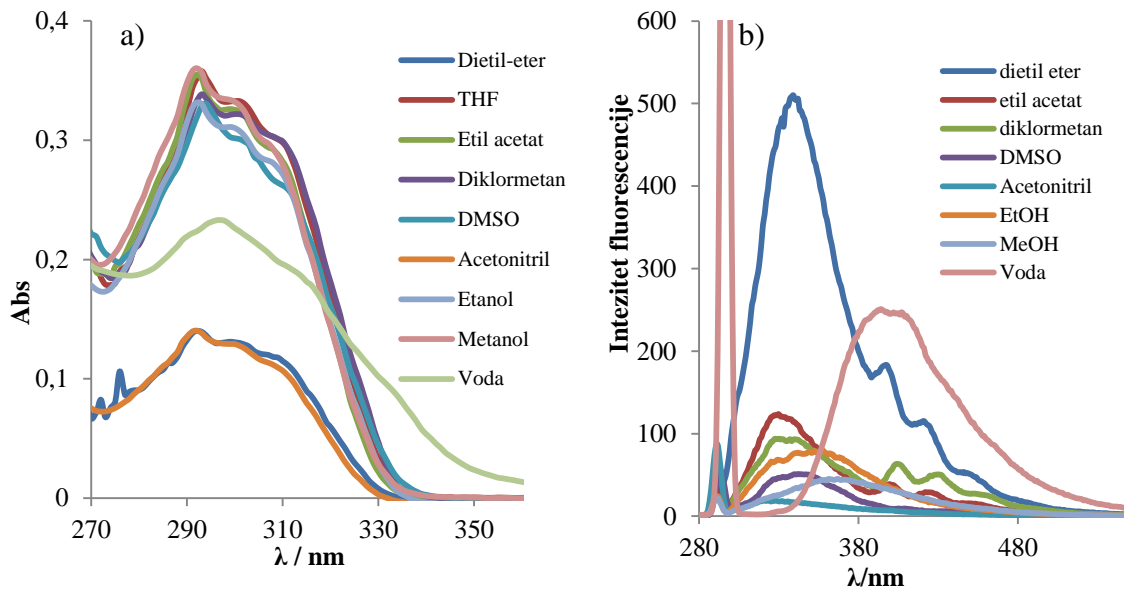 a)
0,4
0,3
0,2
0,1
0
Abs
270
290
310
330
350
λ / nm
Dietil-eter
THF
Etil acetat
Diklormetan
DMSO
Acetonitril
Etanol
Metanol
Voda
b)
600
500
400
300
200
100
0
Intezitet fluorescencije
280
380
480
λ/nm
dietil eter
etil acetat
diklormetan
DMSO
Acetonitril
EtOH
MeOH
Voda